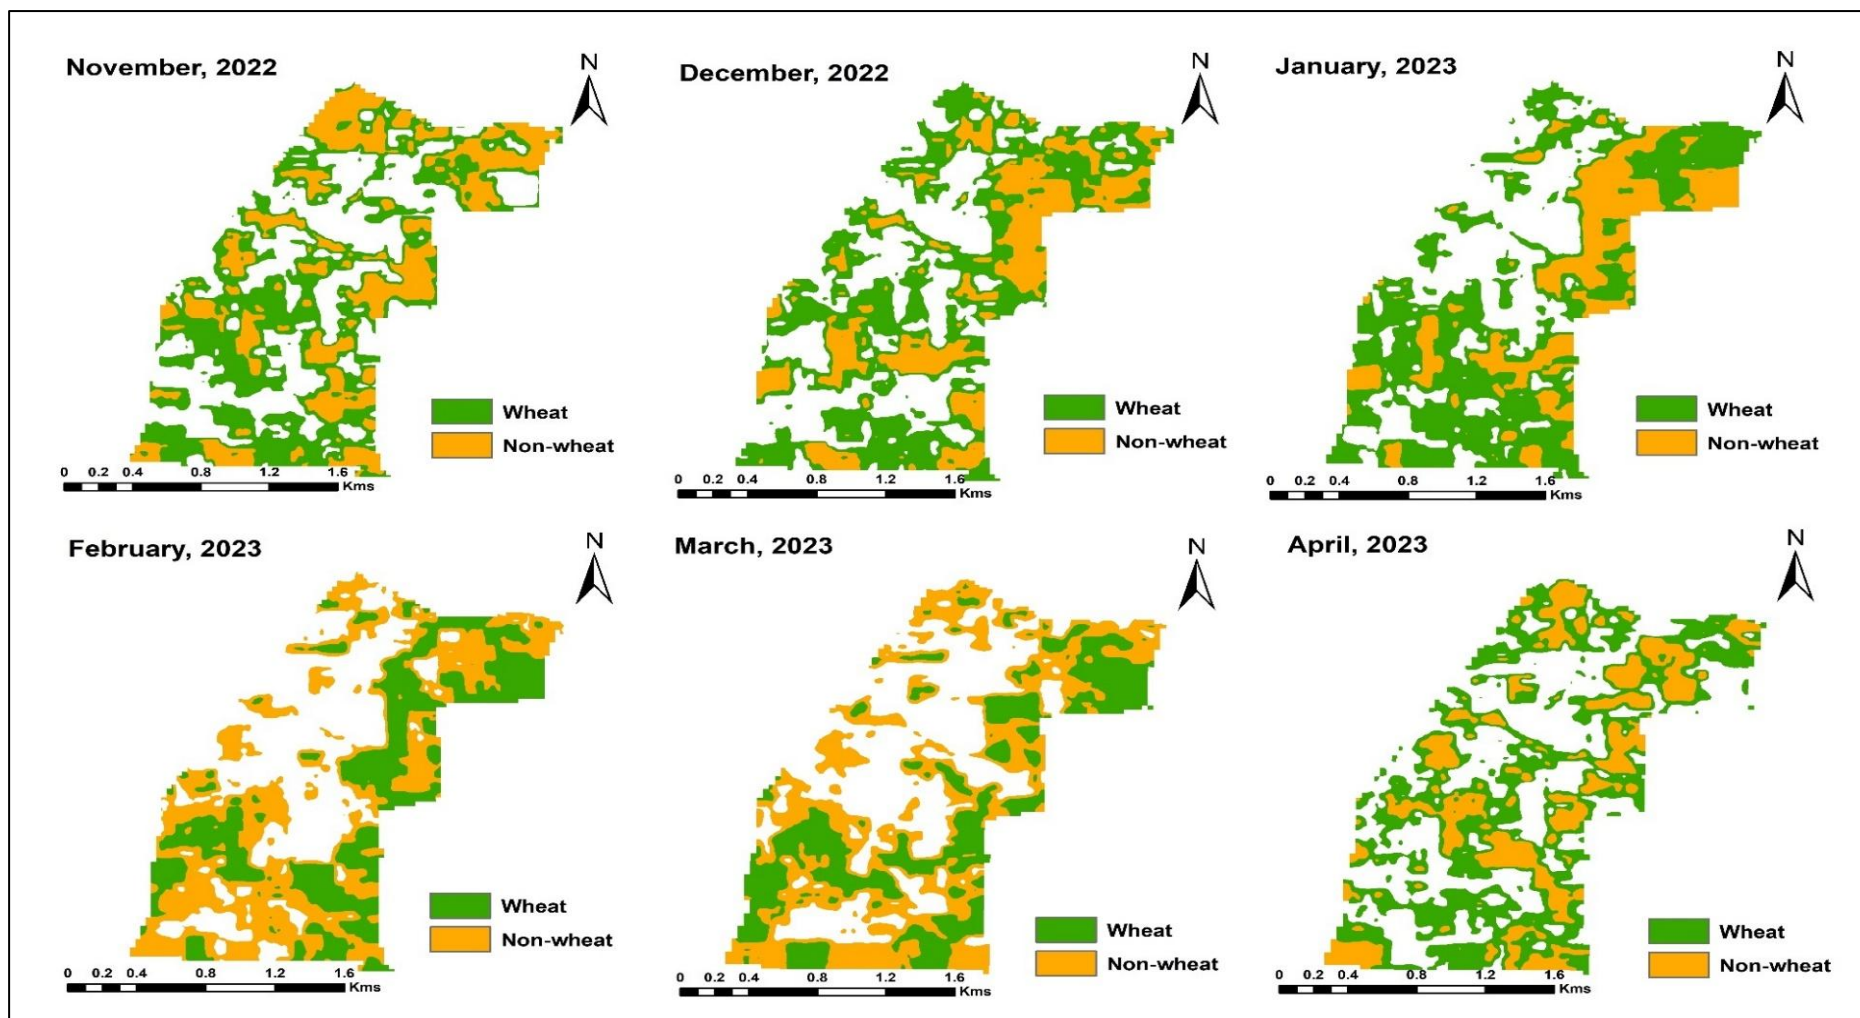 November, 2022
N
Wheat
Non-wheat
0 0.2 0.4 0.8 1.2 1.6
Kms
December, 2022
N
Wheat
Non-wheat
0 0.2 0.4 0.8 1.2 1.6
Kms
January, 2023
N
Wheat
Non-wheat
0 0.2 0.4 0.8 1.2 1.6
Kms
February, 2023
N
Wheat
Non-wheat
0 0.2 0.4 0.8 1.2 1.6
Kms
March, 2023
N
Wheat
Non-wheat
0 0.2 0.4 0.8 1.2 1.6
Kms
April, 2023
N
Wheat
Non-wheat
0 0.2 0.4 0.8 1.2 1.6
Kms